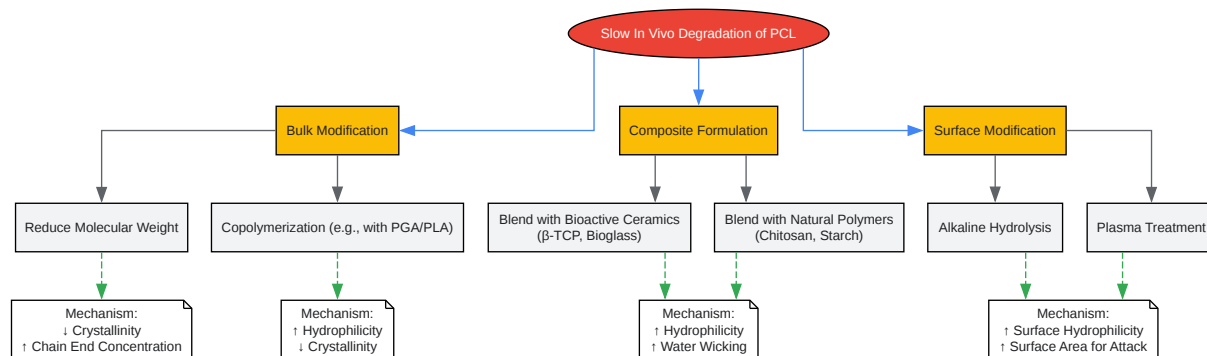 Slow In Vivo Degradation of PCL
Bulk Modification
Composite Formulation
Surface Modification
Reduce Molecular Weight
Copolymerization (e.g., with PGA/PLA)
Blend with Bioactive Ceramics
(β-TCP, Bioglass)
Blend with Natural Polymers
(Chitosan, Starch)
Alkaline Hydrolysis
Plasma Treatment
Mechanism:
↓ Crystallinity
↑ Chain End Concentration
Mechanism:
↑ Hydrophilicity
↓ Crystallinity
Mechanism:
↑ Hydrophilicity
↑ Water Wicking
Mechanism:
↑ Surface Hydrophilicity
↑ Surface Area for Attack